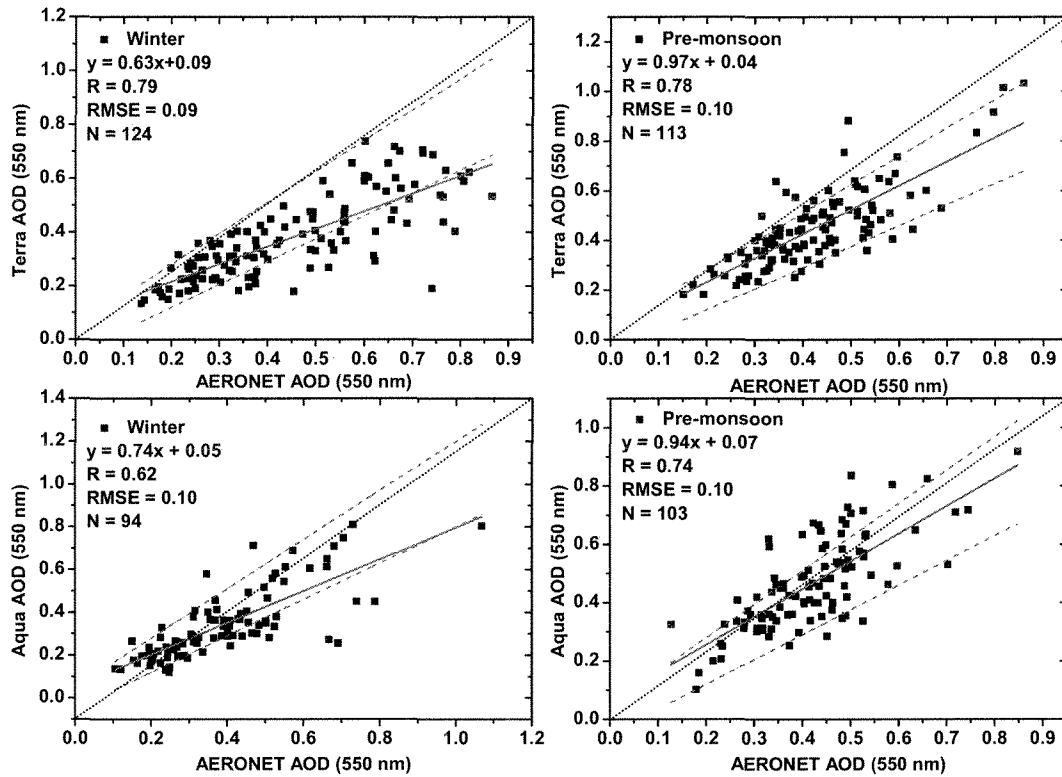 Winter
y = 0.63x+0.09
R = 0.79
RMSE = 0.09
N = 124
Terra AOD (550 nm)
1.2
1.0
0.8
0.6
0.4
0.2
0.0
0.0 0.1 0.2 0.3 0.4 0.5 0.6 0.7 0.8 0.9
AERONET AOD (550 nm)
Pre-monsoon
y = 0.97x + 0.04
R = 0.78
RMSE = 0.10
N = 113
Terra AOD (550 nm)
1.2
1.0
0.8
0.6
0.4
0.2
0.0
0.0 0.1 0.2 0.3 0.4 0.5 0.6 0.7 0.8 0.9
AERONET AOD (550 nm)
Winter
y = 0.74x + 0.05
R = 0.62
RMSE = 0.10
N = 94
Aqua AOD (550 nm)
1.4
1.2
1.0
0.8
0.6
0.4
0.2
0.0
0.0 0.2 0.4 0.6 0.8 1.0 1.2
AERONET AOD (550 nm)
Pre-monsoon
y = 0.94x + 0.07
R = 0.74
RMSE = 0.10
N = 103
Aqua AOD (550 nm)
1.0
0.8
0.6
0.4
0.2
0.0
0.0 0.1 0.2 0.3 0.4 0.5 0.6 0.7 0.8 0.9
AERONET AOD (550 nm)